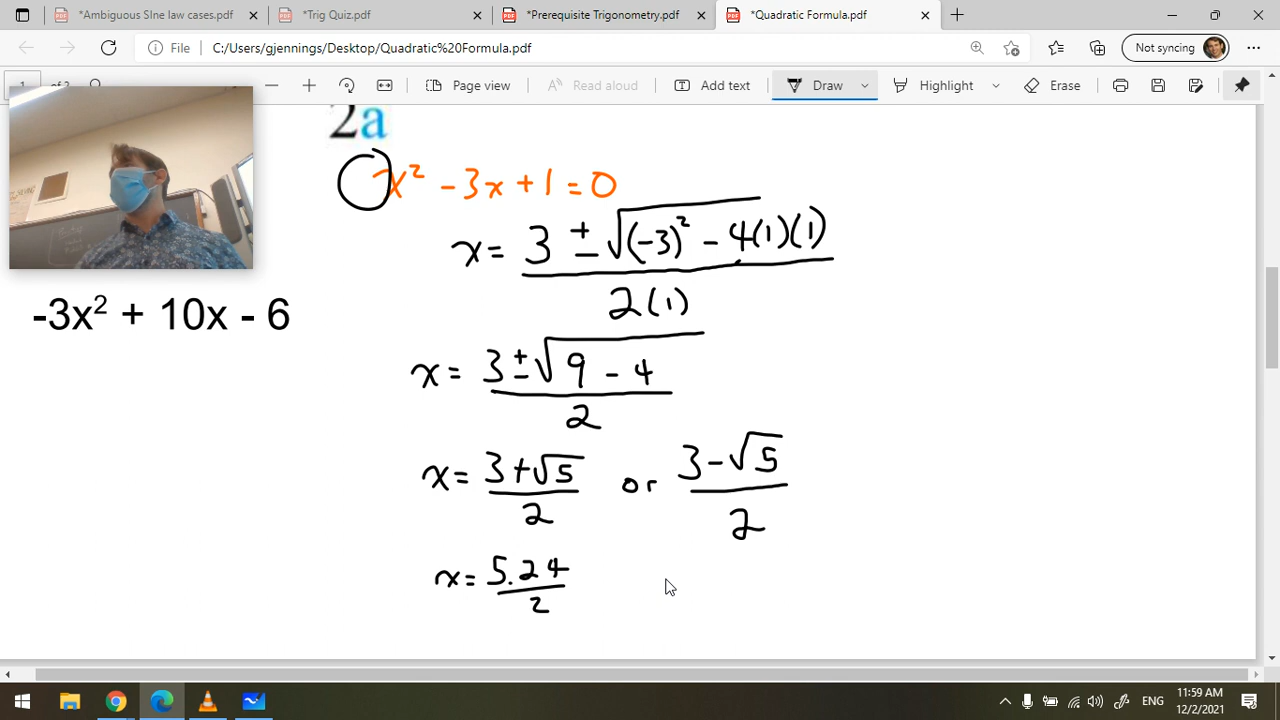 *Ambiguous SIne law cases.pdf
*Trig Quiz.pdf
*Prerequisite Trigonometry.pdf
*Quadratic Formula.pdf
File C:/Users/gjennings/Desktop/Quadratic%20Formula.pdf Not syncing
1 of 2 Page view Read aloud Add text Draw Highlight Erase
2a
x² - 3x + 1 = 0
x = (3 ± √((-3)² - 4(1)(1))) / 2(1)
-3x² + 10x - 6
x = (3 ± √(9 - 4)) / 2
x = (3 + √5) / 2 or (3 - √5) / 2
x = 5.24 / 2
ENG 11:59 AM
12/2/2021